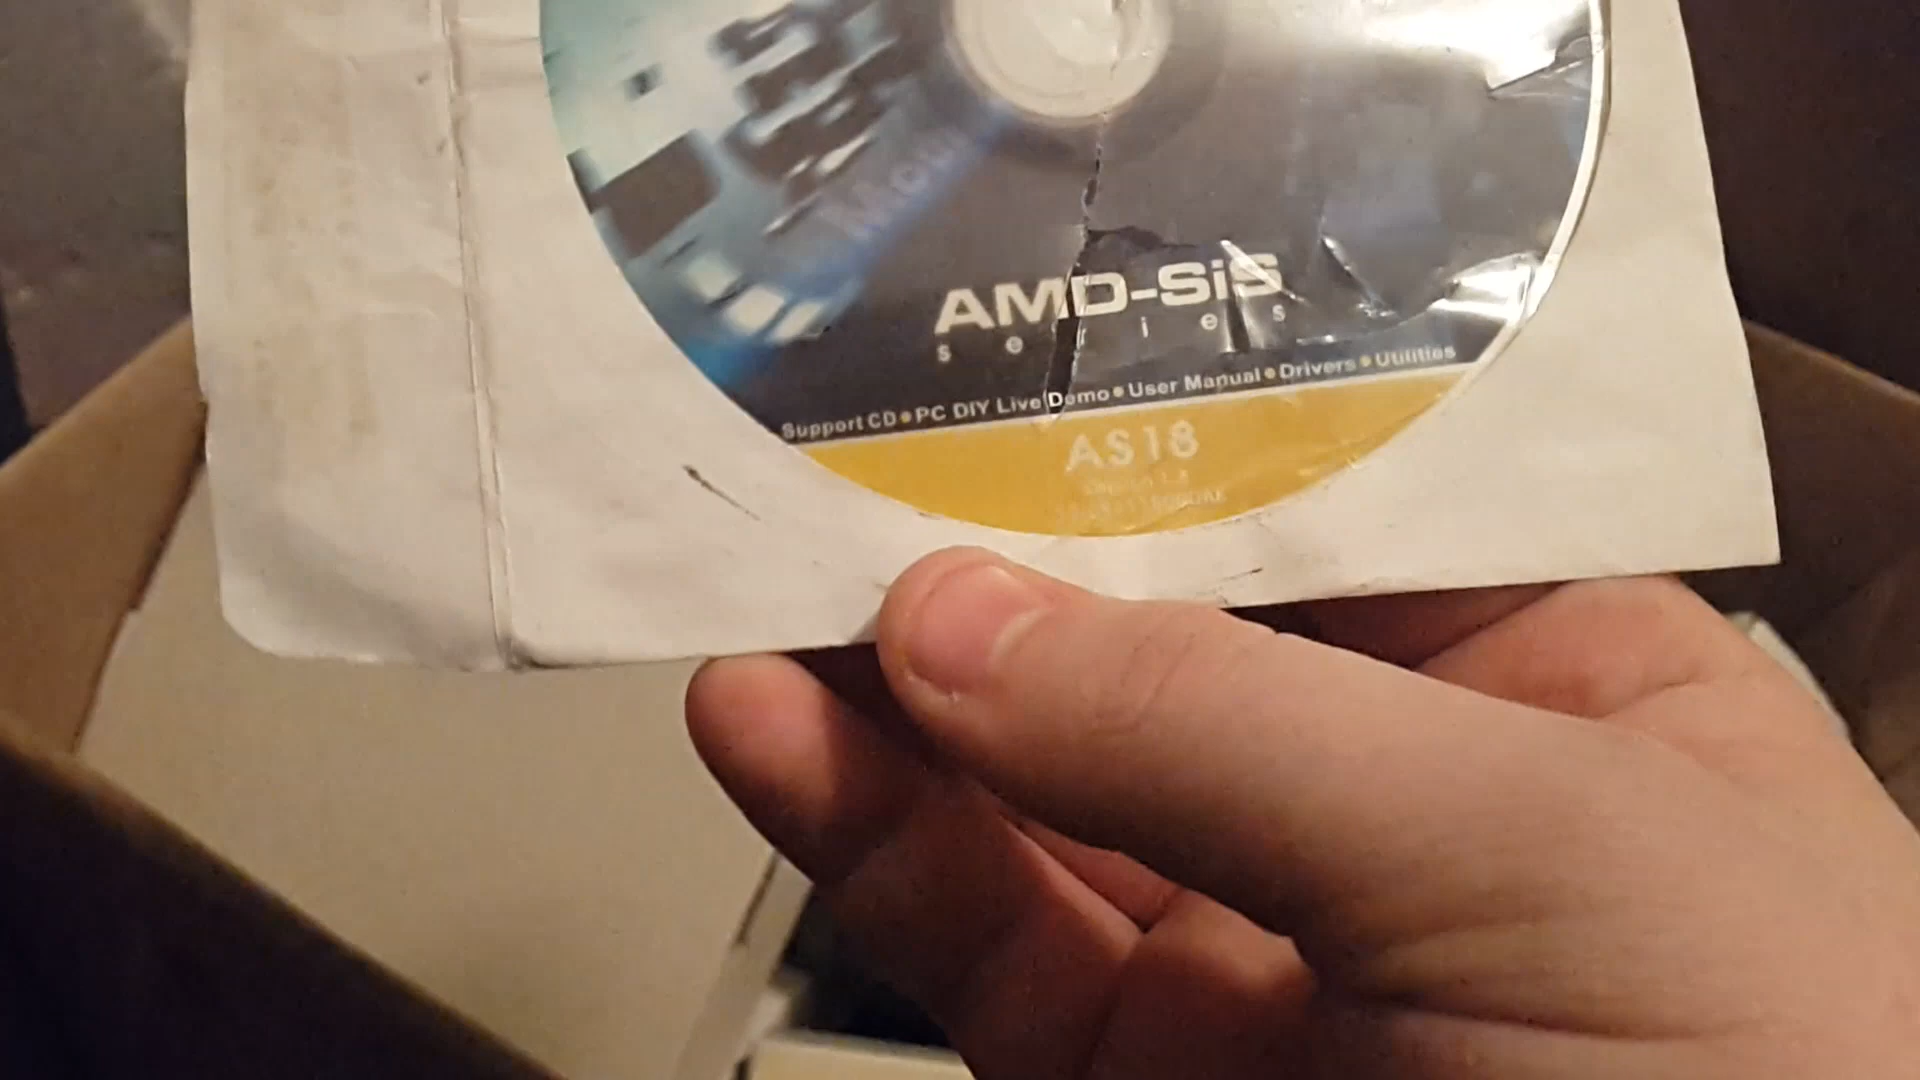 AMD-SiS
series
Support CD•PC DIY Live Demo•User Manual•Drivers•Utilities
AS18